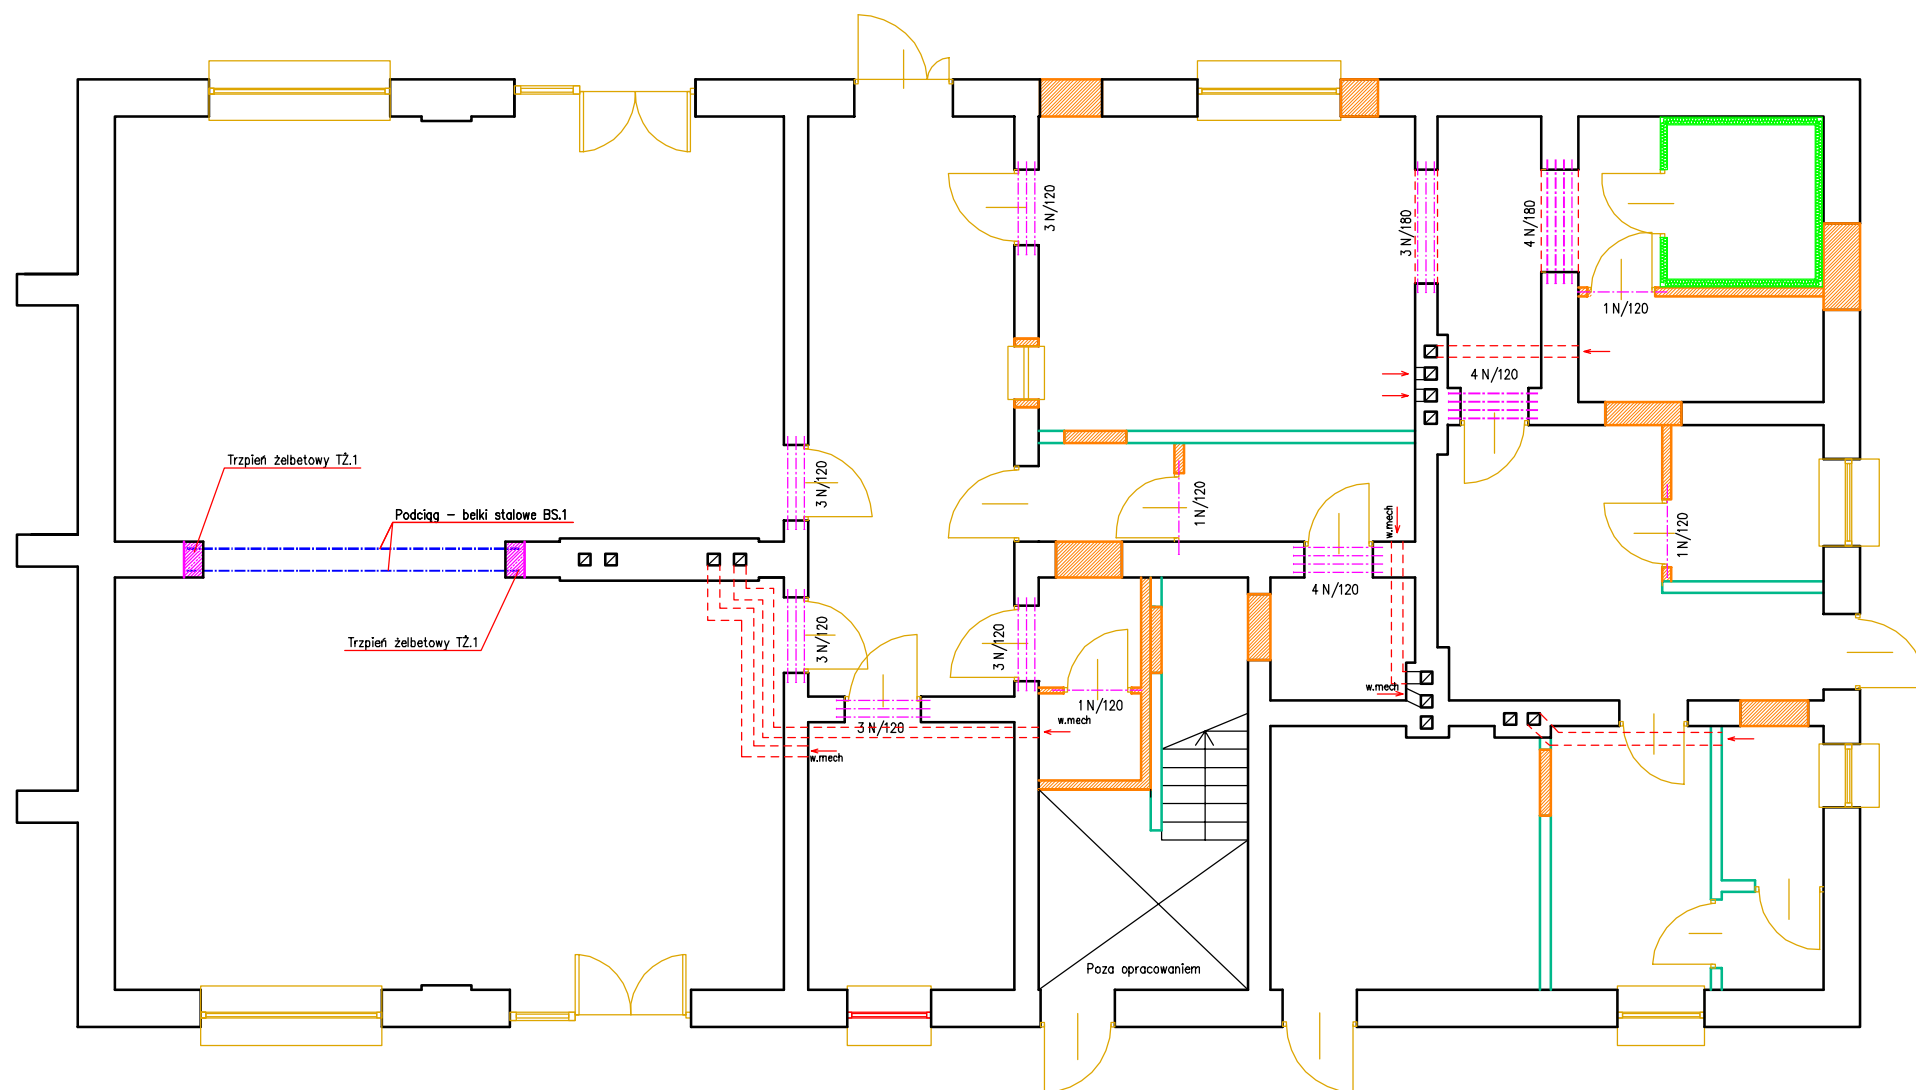 3 N/120
3 N/180
4 N/180
1 N/120
4 N/120
Trzpień żelbetowy TŻ.1
3 N/120
Podciąg – belki stalowe BS.1
1 N/120
w.mech
1 N/120
4 N/120
Trzpień żelbetowy TŻ.1
3 N/120
3 N/120
w.mech
1 N/120
w.mech
3 N/120
w.mech
Poza opracowaniem